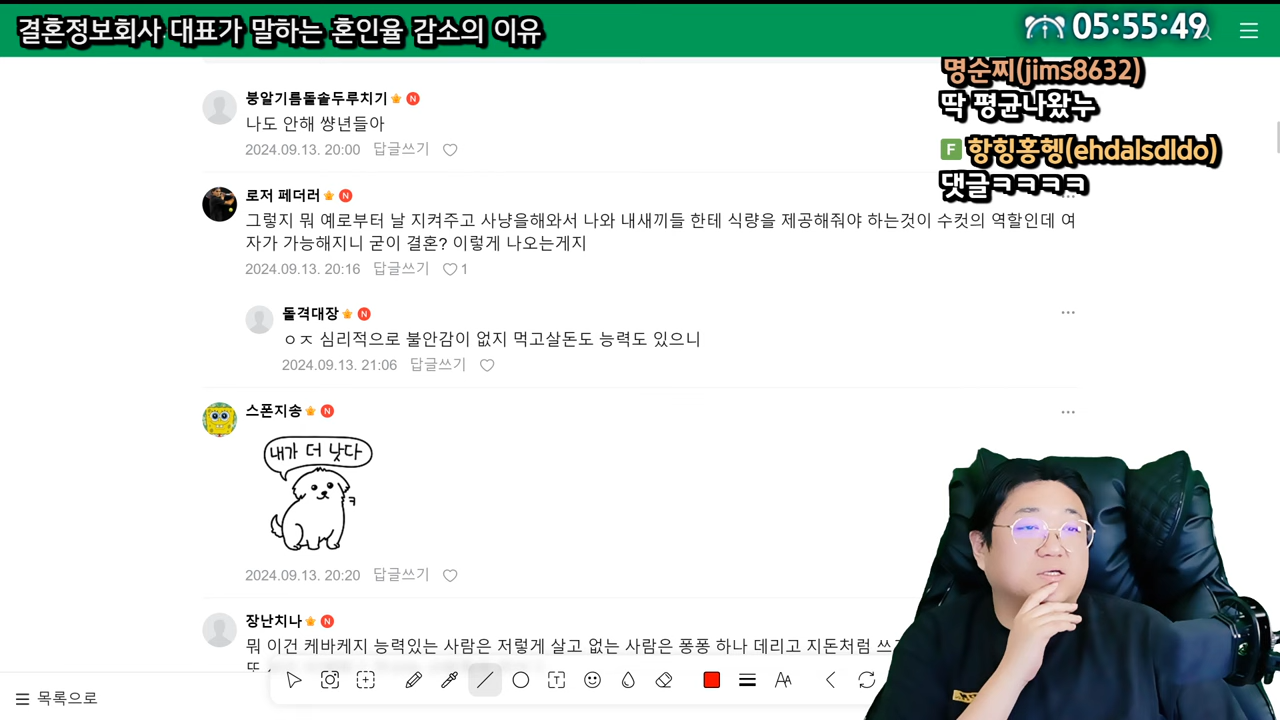 결혼정보회사 대표가 말하는 혼인율 감소의 이유
05:55:49
명순찌(jims8632)
딱 평균나왔누
F 항힝홍헹(ehdalsdldo)
댓글ㅋㅋㅋㅋ
붕알기름돌솥두루치기 N
나도 안해 썅년들아
2024.09.13. 20:00 답글쓰기
로저 페더러 N
그렇지 뭐 예로부터 날 지켜주고 사냥을해와서 나와 내새끼들 한테 식량을 제공해줘야 하는것이 수컷의 역할인데 여
자가 가능해지니 굳이 결혼? 이렇게 나오는게지
2024.09.13. 20:16 답글쓰기 1
돌격대장 N
ㅇㅈ 심리적으로 불안감이 없지 먹고살돈도 능력도 있으니
2024.09.13. 21:06 답글쓰기
스폰지송 N
내가 더 낫다
ㅋ
2024.09.13. 20:20 답글쓰기
장난치나 N
뭐 이건 케바케지 능력있는 사람은 저렇게 살고 없는 사람은 퐁퐁 하나 데리고 지돈처럼
목록으로